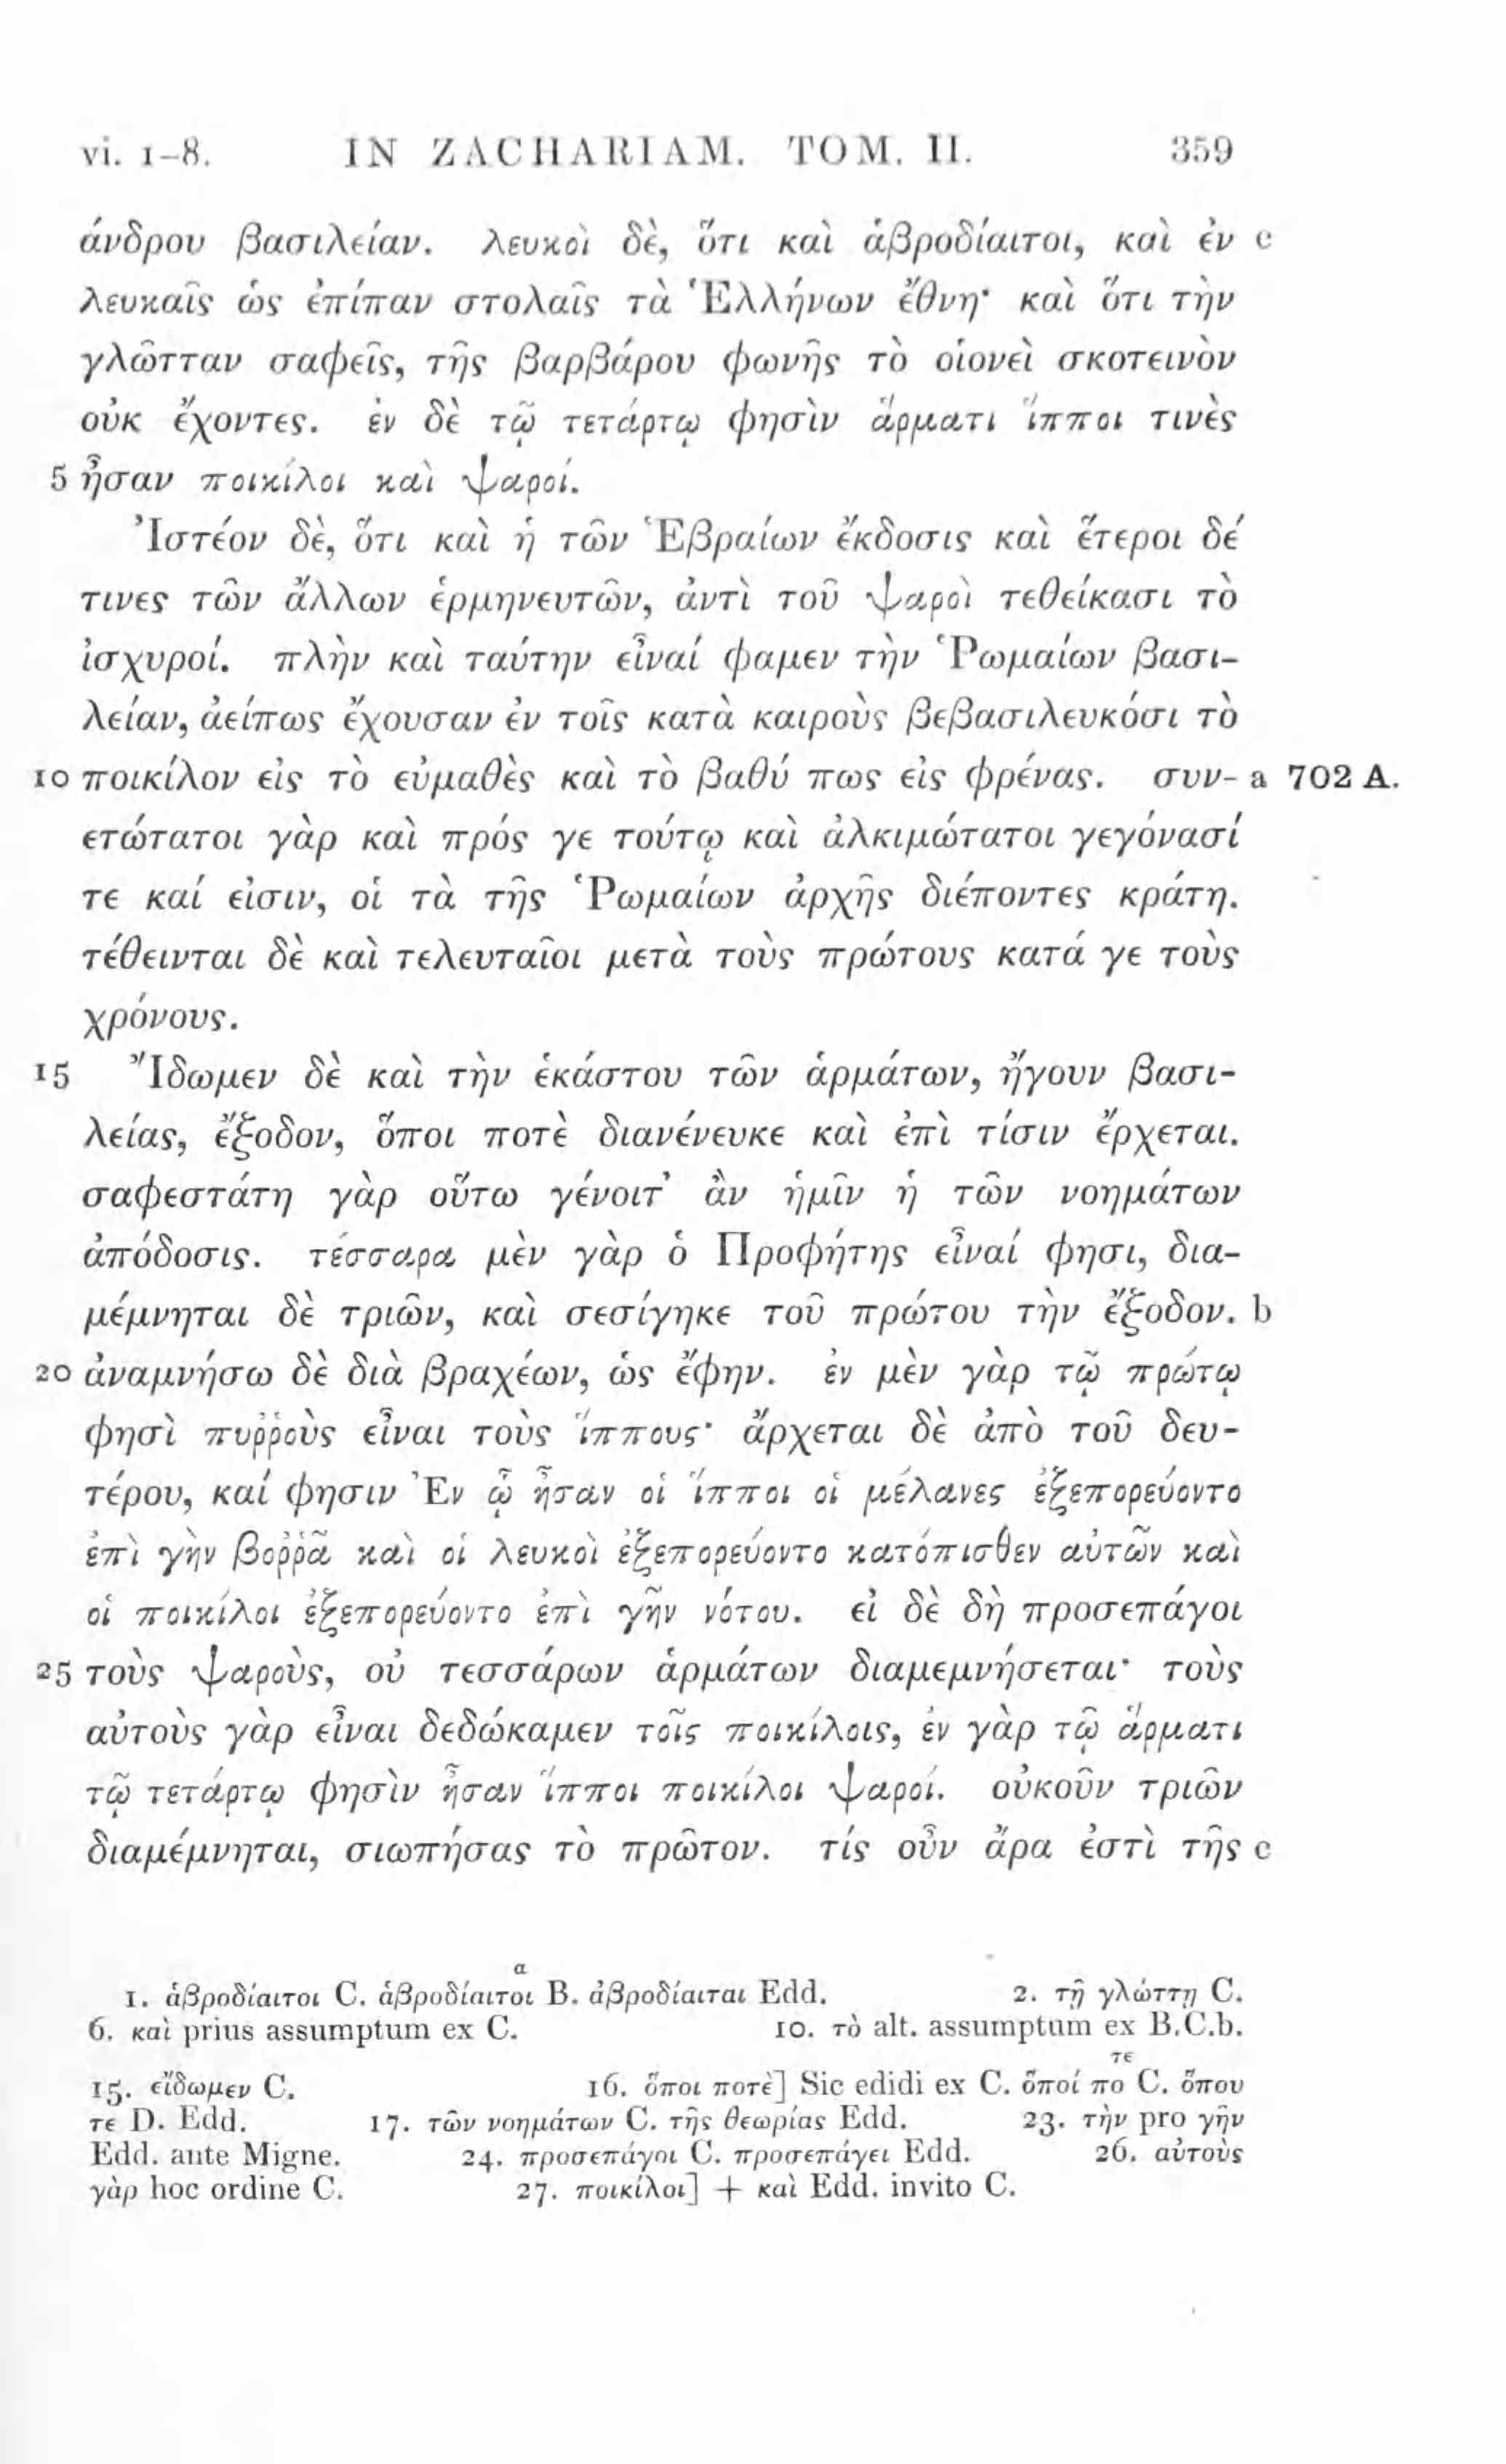 vi. 1–8. IN ZACHARIAM. TOM. II. 359
άνδρου βασιλείαν. λευκοὶ δὲ, ὅτι καὶ ἁβροδίαιτοι, καὶ ἐν c
λευκαῖς ὡς ἐπίπαν στολαῖς τὰ Ἑλλήνων ἔθνη· καὶ ὅτι τὴν
γλῶτταν σαφεῖς, τῆς βαρβάρου φωνῆς τὸ οἱονεὶ σκοτεινὸν
οὐκ ἔχοντες. ἐν δὲ τῷ τετάρτῳ φησὶν ἅρματι ἵπποι τινὲς
5 ἦσαν ποικίλοι καὶ ψαροί.
Ἰστέον δὲ, ὅτι καὶ ἡ τῶν Ἑβραίων ἔκδοσις καὶ ἕτεροι δέ
τινες τῶν ἄλλων ἑρμηνευτῶν, ἀντὶ τοῦ ψαροὶ τεθείκασι τὸ
ἰσχυροί. πλὴν καὶ ταύτην εἶναί φαμεν τὴν Ῥωμαίων βασι-
λείαν, ἀείπως ἔχουσαν ἐν τοῖς κατὰ καιροὺς βεβασιλευκόσι τὸ
10 ποικίλον εἰς τὸ εὐμαθὲς καὶ τὸ βαθύ πως εἰς φρένας. συν- a 702 A.
ετώτατοι γὰρ καὶ πρός γε τούτῳ καὶ ἀλκιμώτατοι γεγόνασί
τε καί εἰσιν, οἱ τὰ τῆς Ῥωμαίων ἀρχῆς διέποντες κράτη.
τέθεινται δὲ καὶ τελευταῖοι μετὰ τοὺς πρώτους κατά γε τοὺς
χρόνους.
15 Ἴδωμεν δὲ καὶ τὴν ἑκάστου τῶν ἁρμάτων, ἤγουν βασι-
λείας, ἔξοδον, ὅποι ποτὲ διανένευκε καὶ ἐπὶ τίσιν ἔρχεται.
σαφεστάτη γὰρ οὕτω γένοιτ᾽ ἂν ἡμῖν ἡ τῶν νοημάτων
ἀπόδοσις. τέσσαρα μὲν γὰρ ὁ Προφήτης εἶναί φησι, δια-
μέμνηται δὲ τριῶν, καὶ σεσίγηκε τοῦ πρώτου τὴν ἔξοδον. b
20 ἀναμνήσω δὲ διὰ βραχέων, ὡς ἔφην. ἐν μὲν γὰρ τῷ πρώτῳ
φησὶ πυῤῥοὺς εἶναι τοὺς ἵππους· ἄρχεται δὲ ἀπὸ τοῦ δευ-
τέρου, καί φησιν Ἐν ᾧ ἦσαν οἱ ἵπποι οἱ μέλανες ἐξεπορεύοντο
ἐπὶ γὴν βοῤῥᾶ καὶ οἱ λευκοὶ ἐξεπορεύοντο κατόπισθεν αὐτῶν καὶ
οἱ ποικίλοι ἐξεπορεύοντο ἐπὶ γῆν νότου. εἰ δὲ δὴ προσεπάγοι
25 τοὺς ψαροὺς, οὐ τεσσάρων ἁρμάτων διαμεμνήσεται· τοὺς
αὐτοὺς γὰρ εἶναι δεδώκαμεν τοῖς ποικίλοις, ἐν γὰρ τῷ ἅρματι
τῷ τετάρτῳ φησὶν ἦσαν ἵπποι ποικίλοι ψαροί. οὐκοῦν τριῶν
διαμέμνηται, σιωπήσας τὸ πρῶτον. τίς οὖν ἄρα ἐστὶ τῆς c
α
1. ἁβροδίαιτοι C. ἁβροδίαιτοι B. ἀβροδίαιται Edd. 2. τῇ γλώττῃ C.
6. καὶ prius assumptum ex C. 10. τὸ alt. assumptum ex B.C.b.
τε
15. εἴδωμεν C. 16. ὅποι ποτὲ] Sic edidi ex C. ὅποί πο C. ὅπου
τε D. Edd. 17. τῶν νοημάτων C. τῆς θεωρίας Edd. 23. τὴν pro γῆν
Edd. ante Migne. 24. προσεπάγοι C. προσεπάγει Edd. 26. αὐτοὺς
γὰρ hoc ordine C. 27. ποικίλοι] + καὶ Edd. invito C.